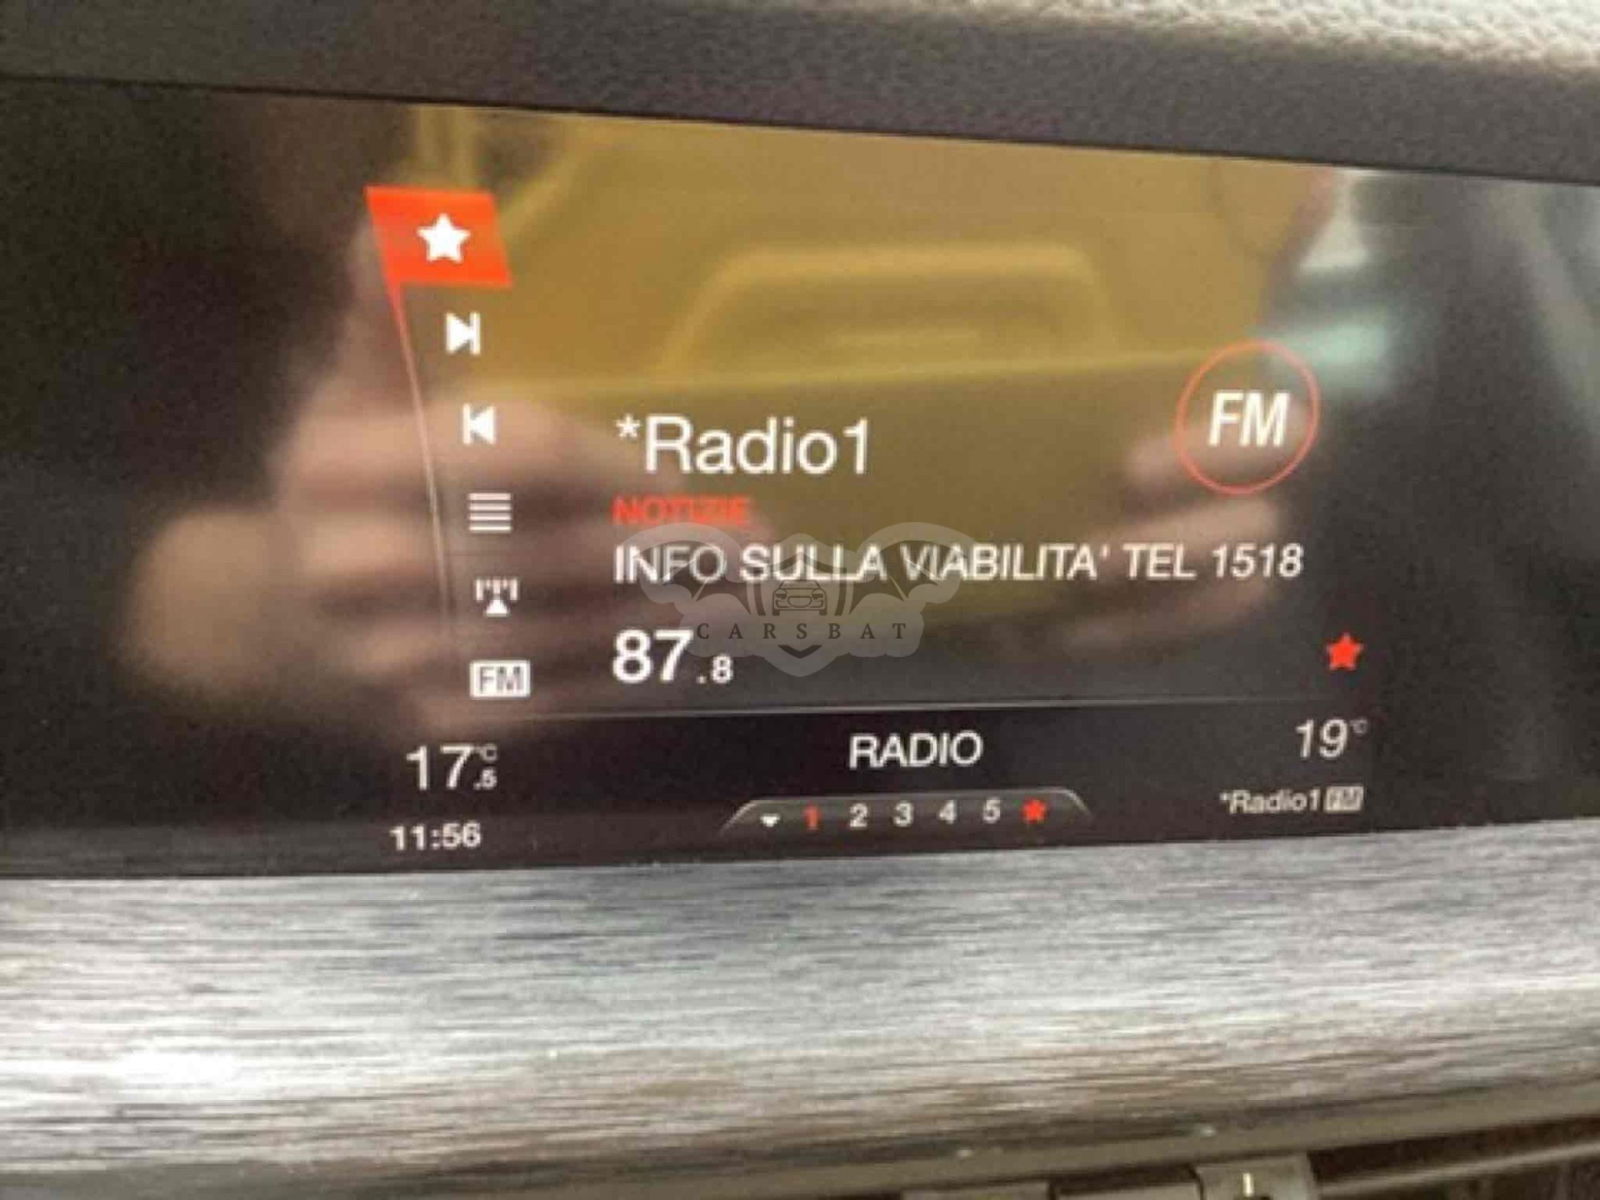 *Radio1
FM
NOTIZIE
INFO SULLA VIABILITA' TEL 1518
CARSBAT
87.8
FM
17.5°C
RADIO
19°C
11:56
1 2 3 4 5
*Radio1 FM